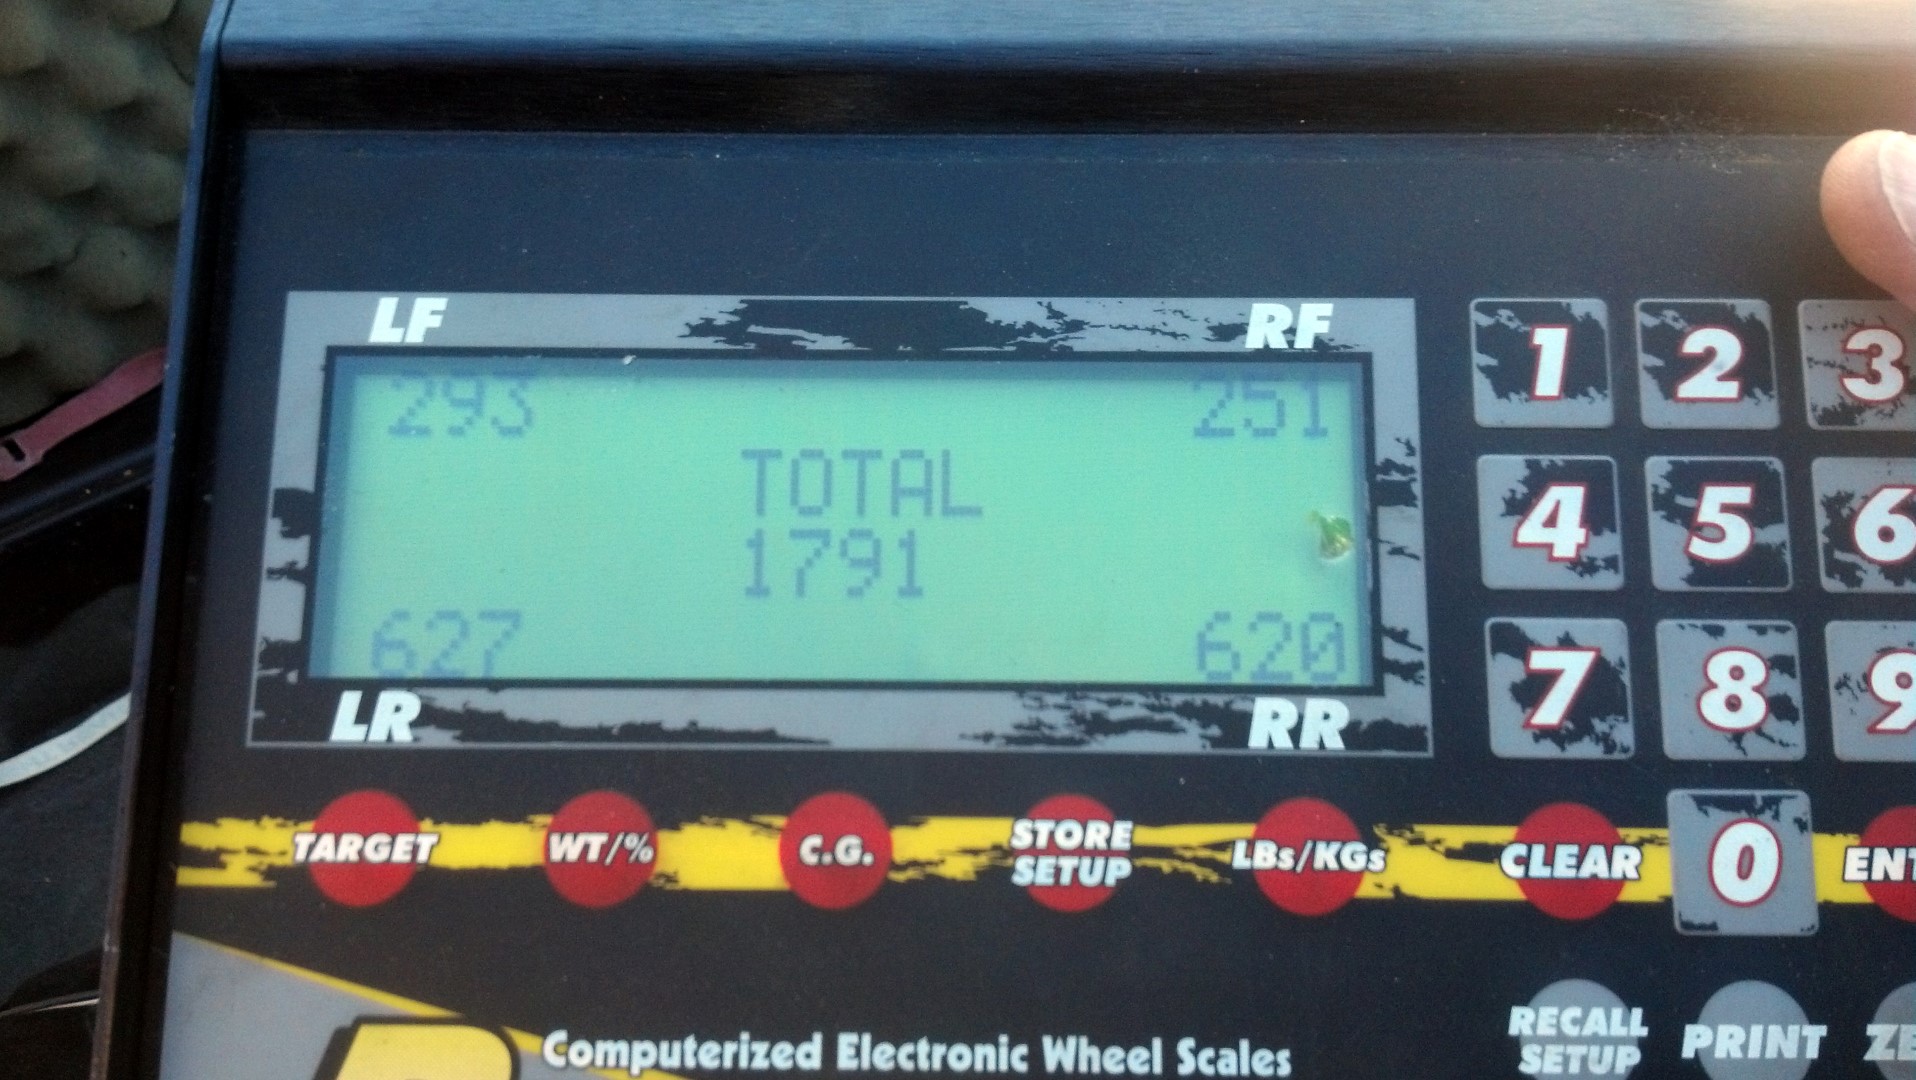 LF RF
293 251
TOTAL
1791
627 620
LR RR
1 2 3
4 5 6
7 8 9
TARGET WT/% C.G. STORE SETUP LBs/KGs CLEAR 0 ENT
RECALL SETUP PRINT ZE
Computerized Electronic Wheel Scales